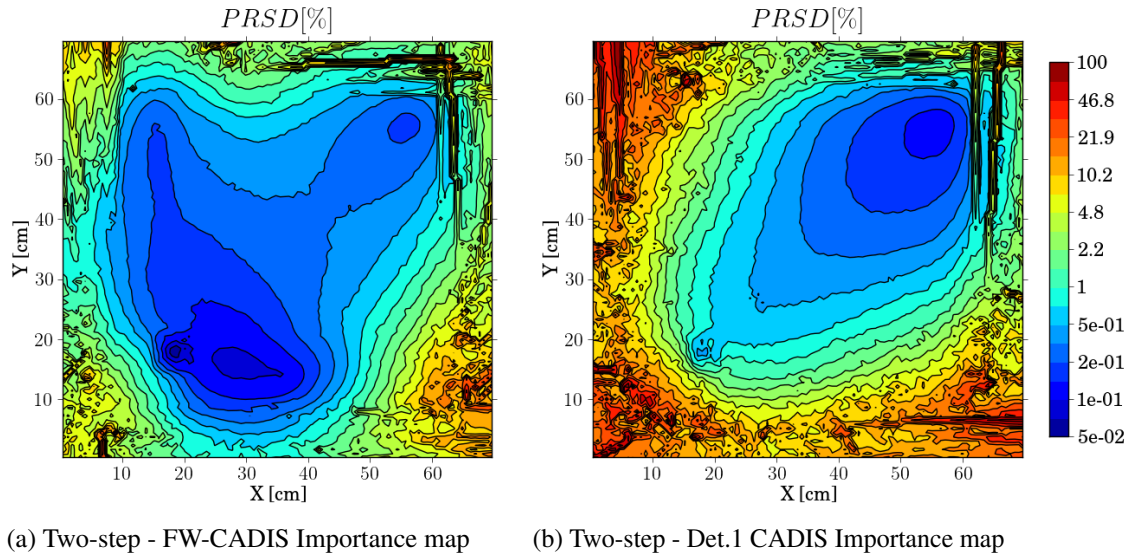 PRSD[%]
60
50
40
30
20
10
Y [cm]
10
20
30
40
50
60
X [cm]
(a) Two-step - FW-CADIS Importance map
PRSD[%]
60
50
40
30
20
10
Y [cm]
10
20
30
40
50
60
X [cm]
(b) Two-step - Det.1 CADIS Importance map
100
46.8
21.9
10.2
4.8
2.2
1
5e-01
2e-01
1e-01
5e-02